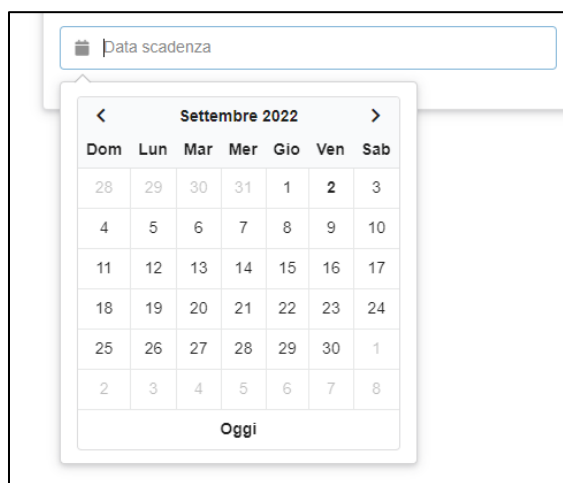 Data scadenza
Settembre 2022
Dom Lun Mar Mer Gio Ven Sab
28 29 30 31 1 2 3
4 5 6 7 8 9 10
11 12 13 14 15 16 17
18 19 20 21 22 23 24
25 26 27 28 29 30 1
2 3 4 5 6 7 8
Oggi